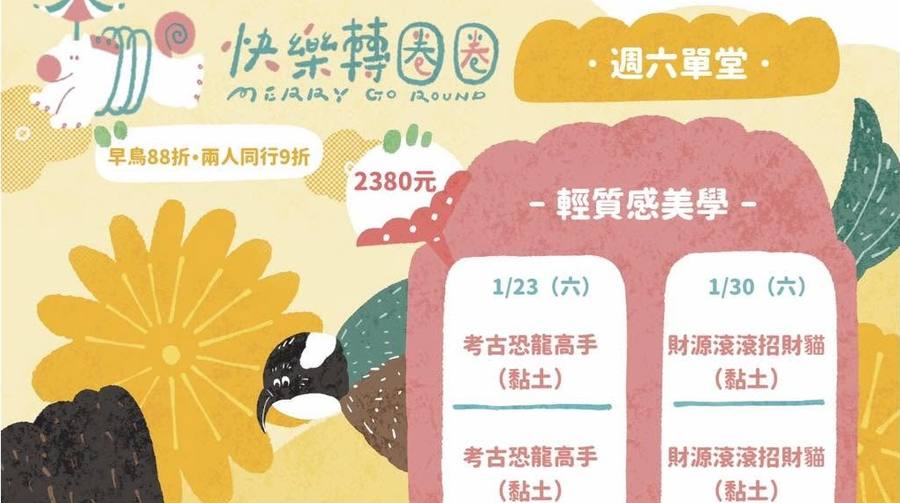 快樂轉圈圈
MERRY GO ROUND
·週六單堂·
早鳥88折•兩人同行9折
2380元
– 輕質感美學 –
1/23（六）
考古恐龍高手
（黏土）
考古恐龍高手
（黏土）
1/30（六）
財源滾滾招財貓
（黏土）
財源滾滾招財貓
（黏土）